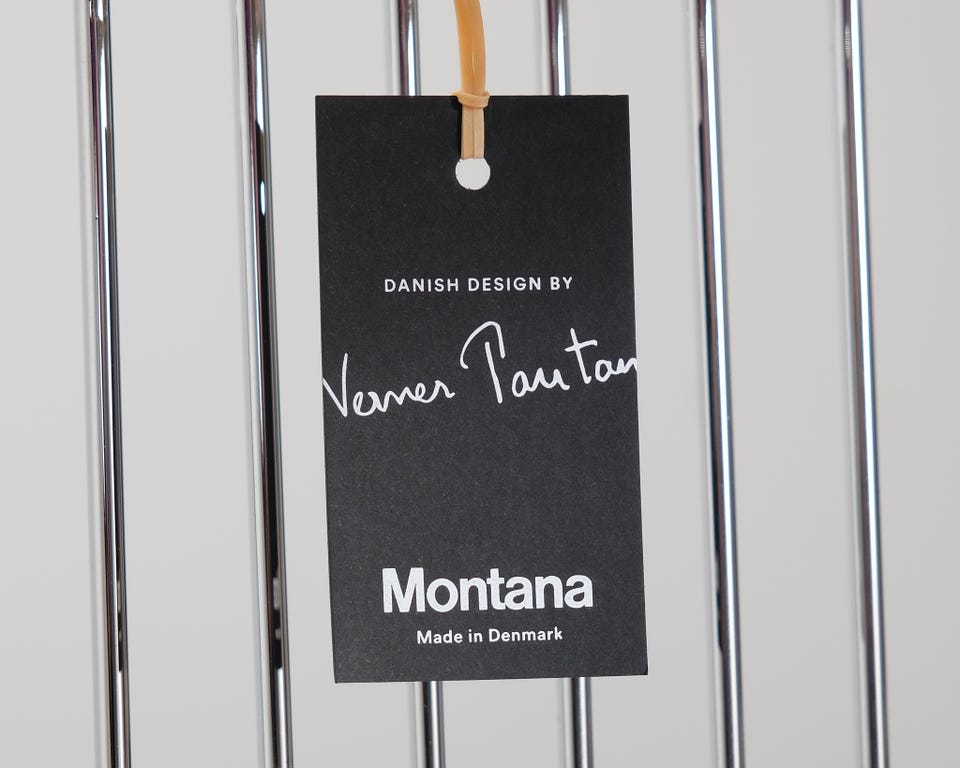 DANISH DESIGN BY
Verner Panton
Montana
Made in Denmark